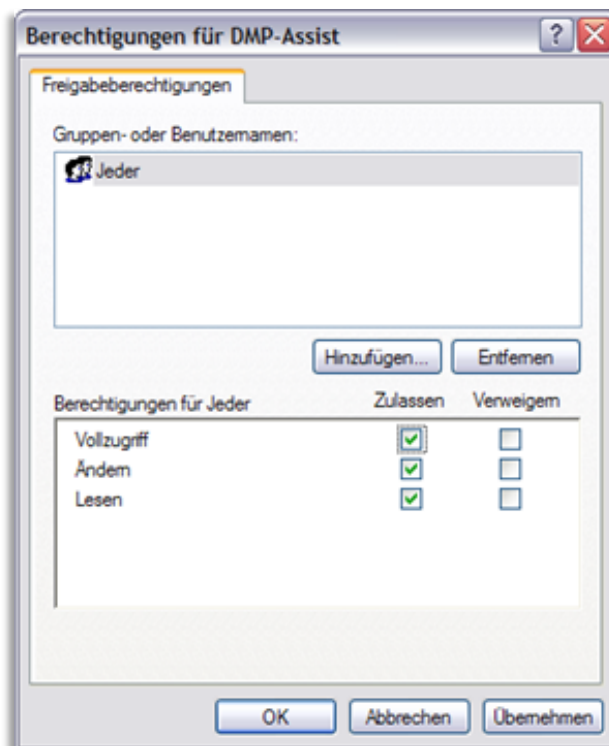 Berechtigungen für DMP-Assist
Freigabeberechtigungen
Gruppen- oder Benutzernamen:
Jeder
Hinzufügen... Entfernen
Berechtigungen für Jeder Zulassen Verweigern
Vollzugriff
Ändern
Lesen
OK Abbrechen Übernehmen